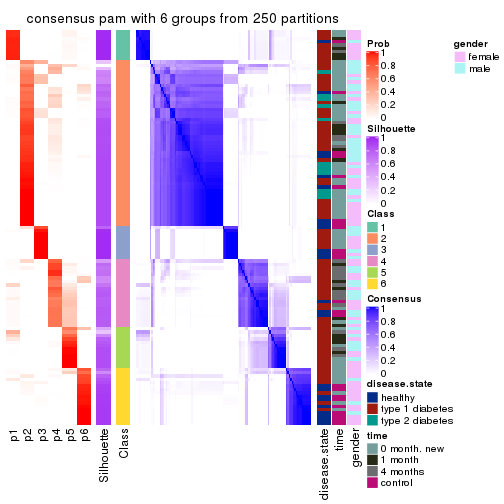 consensus pam with 6 groups from 250 partitions
Prob
1
0.8
0.6
0.4
0.2
0
gender
female
male
Silhouette
1
0.8
0.6
0.4
0.2
0
Class
1
2
3
4
5
6
Consensus
1
0.8
0.6
0.4
0.2
0
disease.state
healthy
type 1 diabetes
type 2 diabetes
time
0 month. new
1 month
4 months
control
p1
p2
p3
p4
p5
p6
Silhouette
Class
disease.state
time
gender